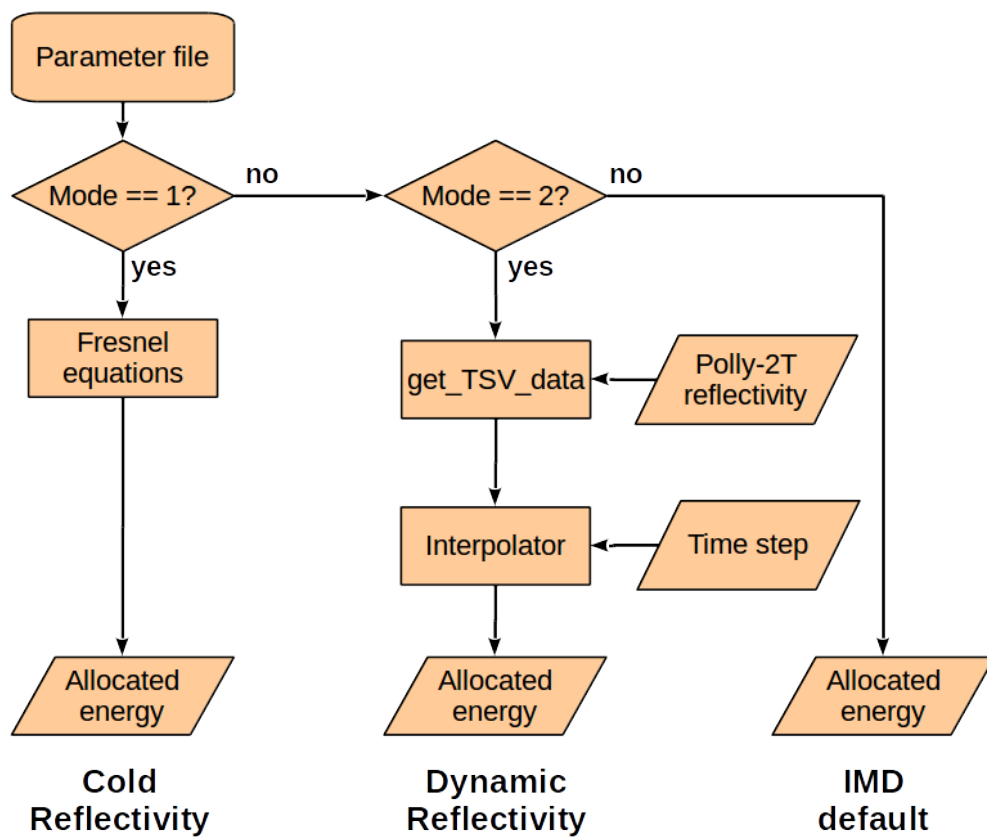 Parameter file
Mode == 1?
no
Mode == 2?
no
yes
yes
Fresnel
equations
get_TSV_data
Polly-2T
reflectivity
Interpolator
Time step
Allocated
energy
Allocated
energy
Allocated
energy
Cold
Reflectivity
Dynamic
Reflectivity
IMD
default